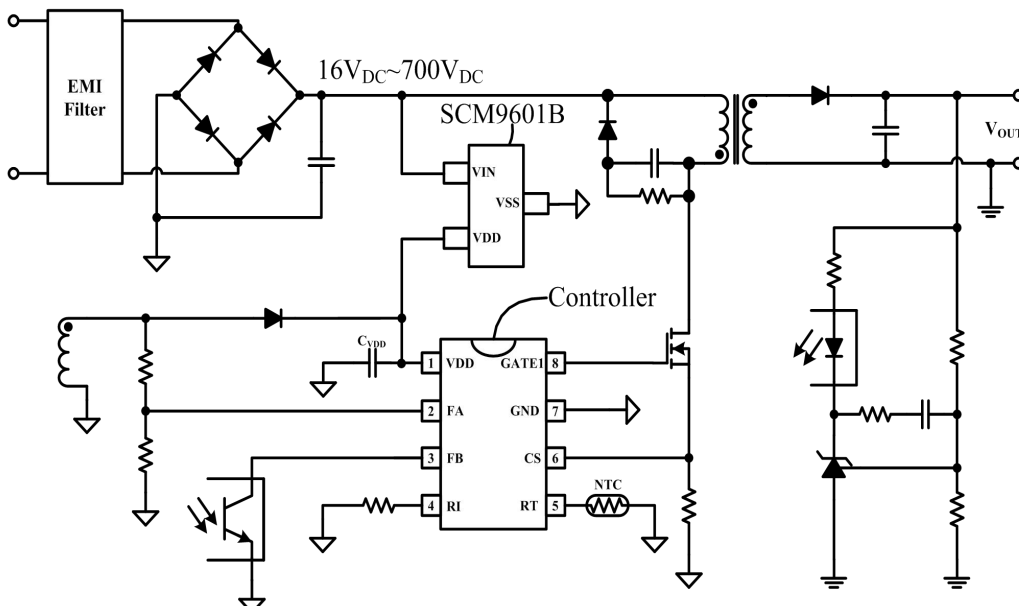 EMI
Filter
16VDC~700VDC
SCM9601B
VIN
VSS
VDD
VOUT
Controller
CVDD
1 VDD GATE1 8
2 FA GND 7
3 FB CS 6
4 RI RT 5
NTC